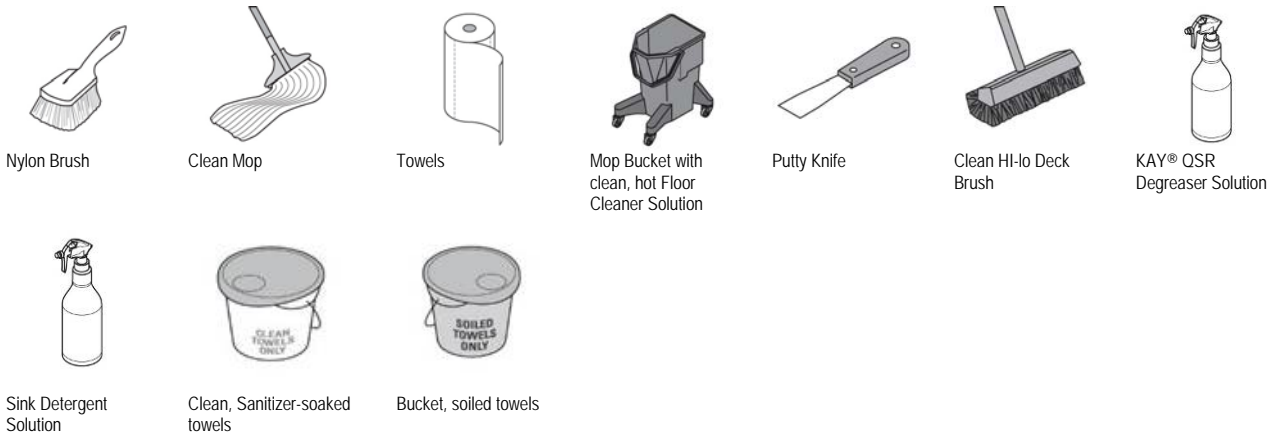 Nylon Brush
Clean Mop
Towels
Mop Bucket with
clean, hot Floor
Cleaner Solution
Putty Knife
Clean HI-lo Deck
Brush
KAY® QSR
Degreaser Solution
CLEAN
TOWELS
ONLY
SOILED
TOWELS
ONLY
Sink Detergent
Solution
Clean, Sanitizer-soaked
towels
Bucket, soiled towels